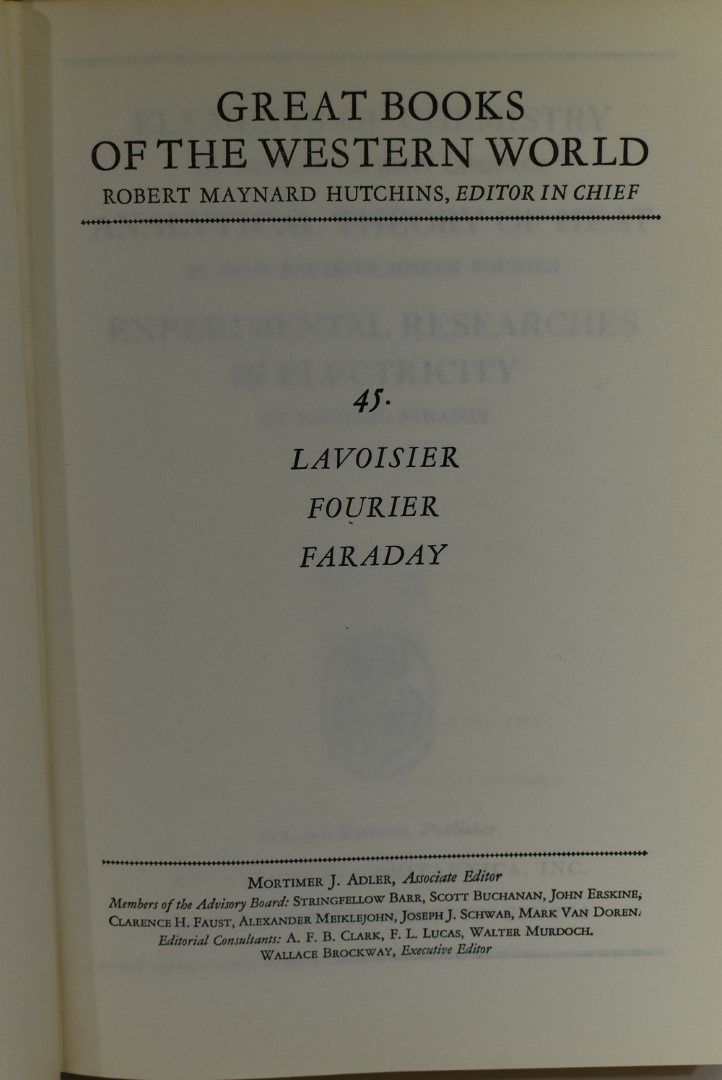 GREAT BOOKS
OF THE WESTERN WORLD
ROBERT MAYNARD HUTCHINS, EDITOR IN CHIEF
45.
LAVOISIER
FOURIER
FARADAY
MORTIMER J. ADLER, Associate Editor
Members of the Advisory Board: STRINGFELLOW BARR, SCOTT BUCHANAN, JOHN ERSKINE,
CLARENCE H. FAUST, ALEXANDER MEIKLEJOHN, JOSEPH J. SCHWAB, MARK VAN DOREN.
Editorial Consultants: A. F. B. CLARK, F. L. LUCAS, WALTER MURDOCH.
WALLACE BROCKWAY, Executive Editor